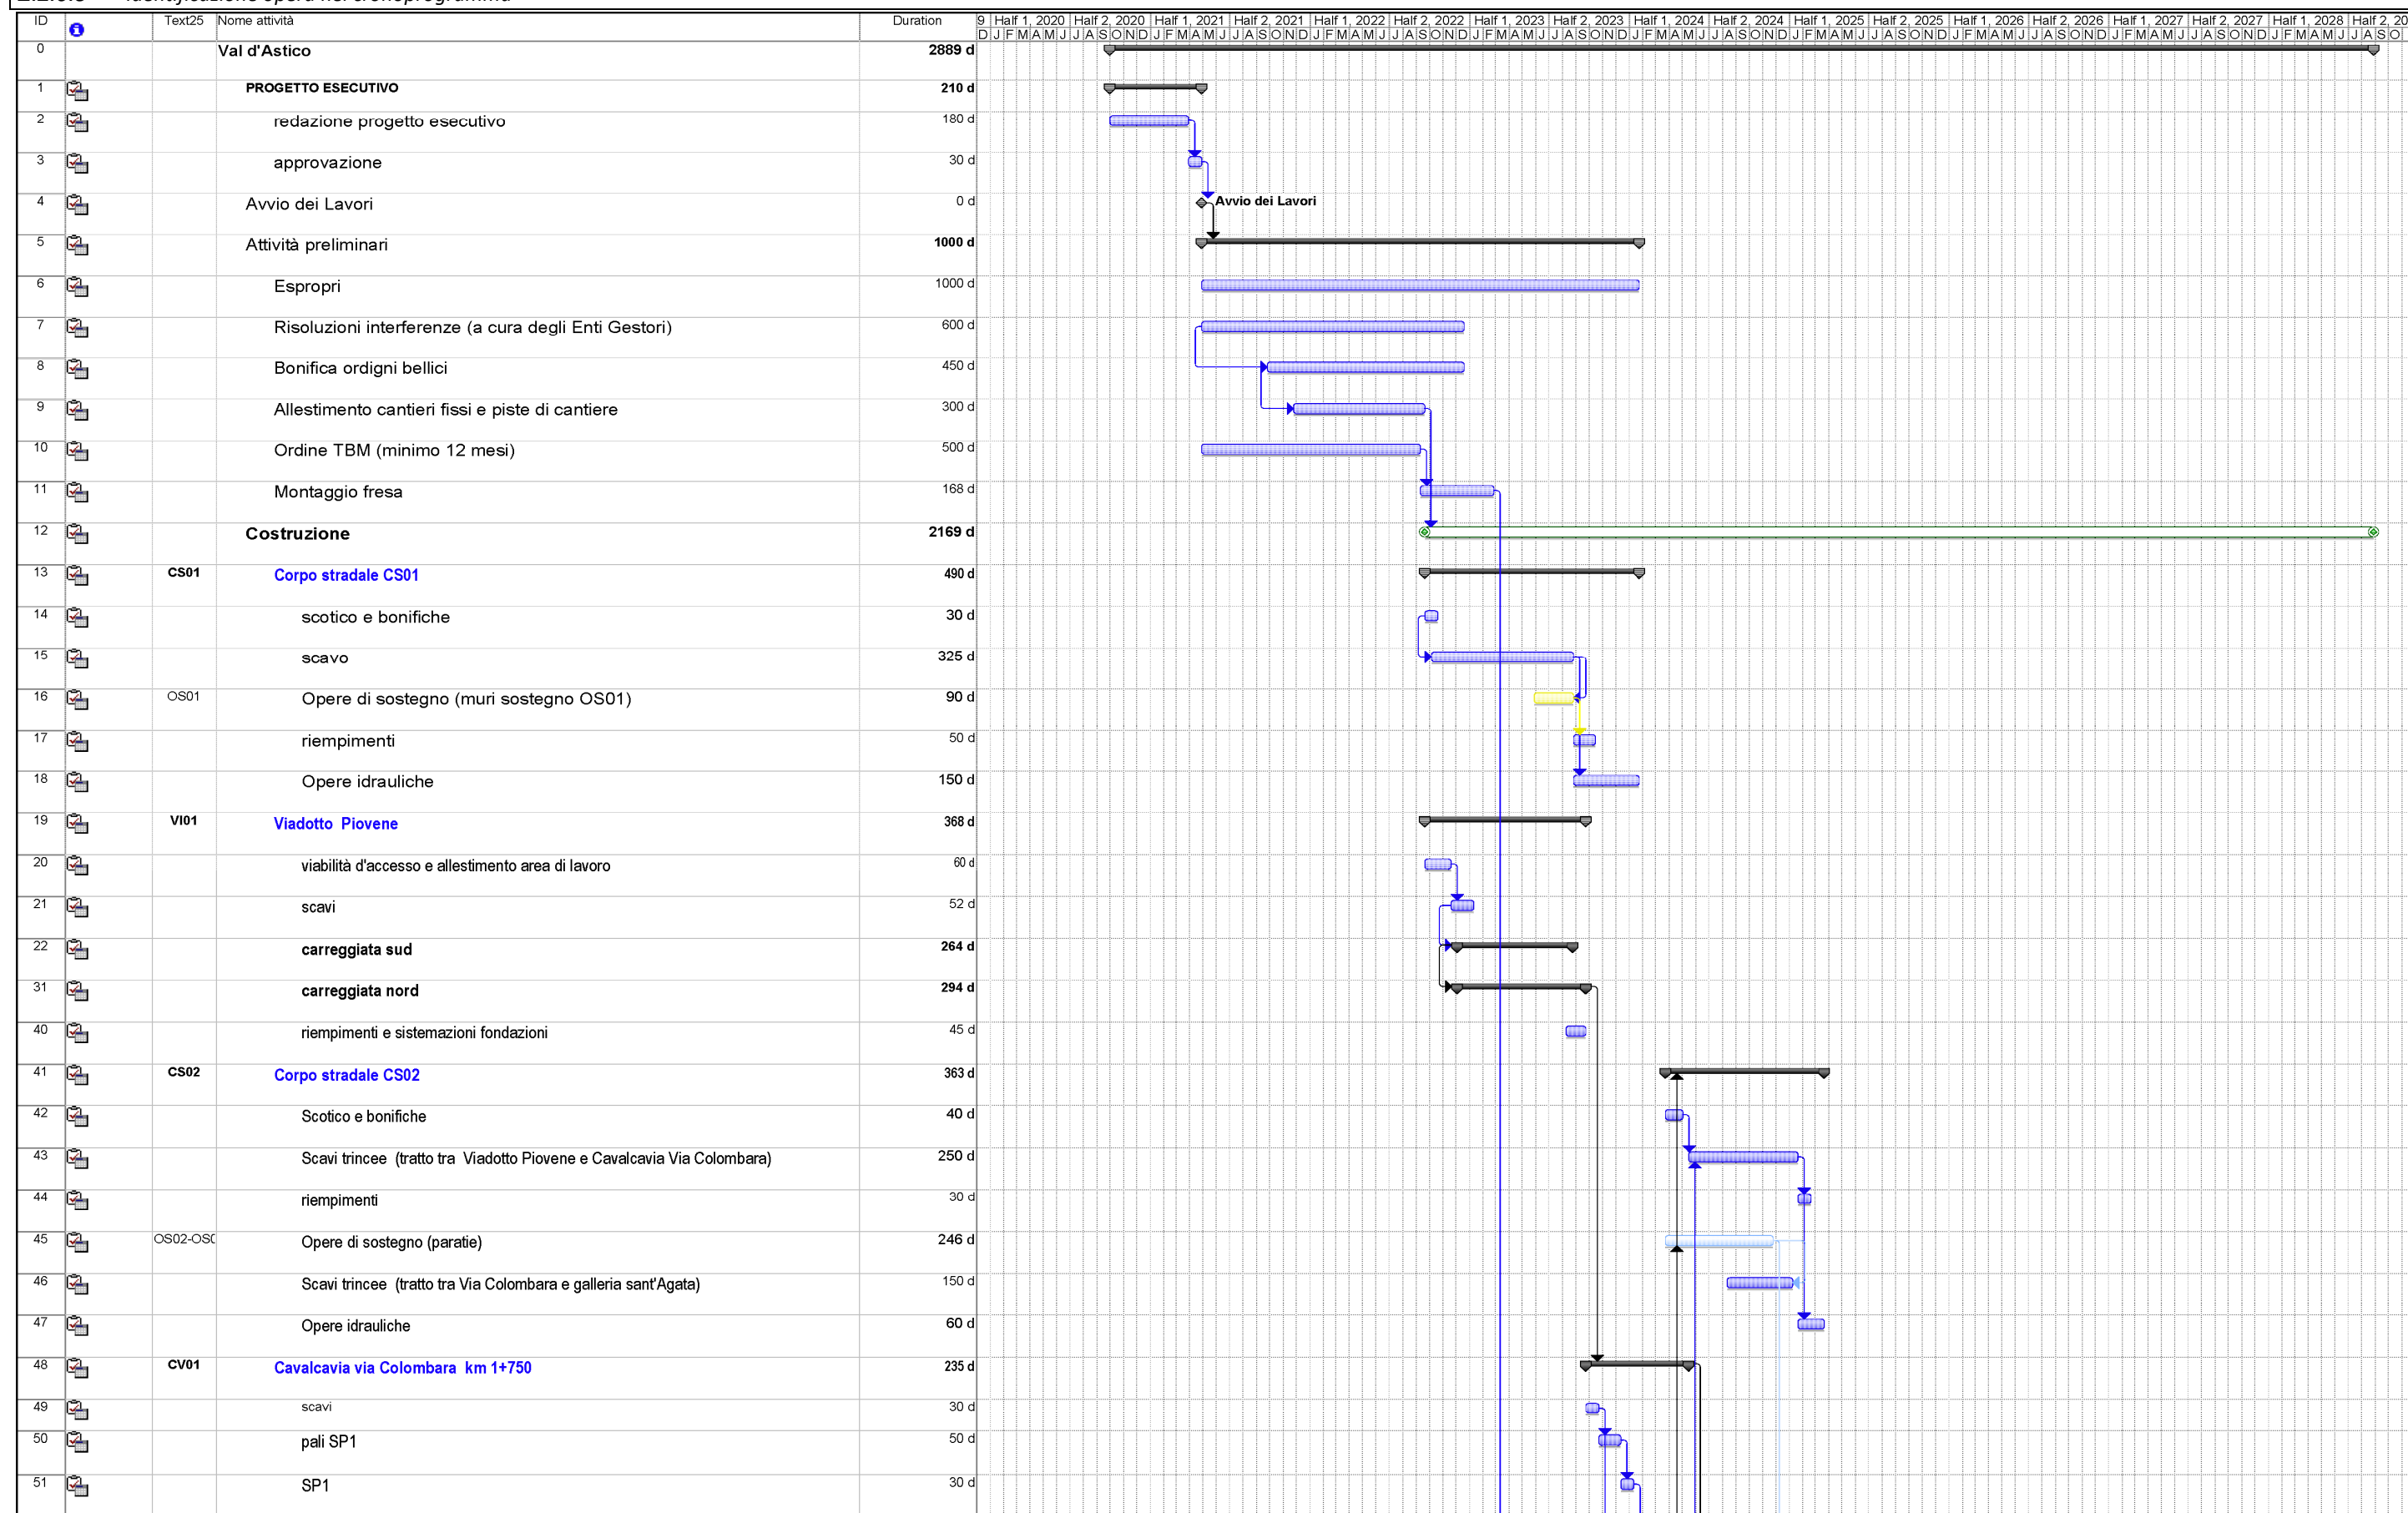 Identificazione opera nel cronoprogramma
ID Text25 Nome attività Duration 9 Half 1, 2020 Half 2, 2020 Half 1, 2021 Half 2, 2021 Half 1, 2022 Half 2, 2022 Half 1, 2023 Half 2, 2023 Half 1, 2024 Half 2, 2024 Half 1, 2025 Half 2, 2025 Half 1, 2026 Half 2, 2026 Half 1, 2027 Half 2, 2027 Half 1, 2028 Half 2, 20
D J F M A M J J A S O N D J F M A M J J A S O N D J F M A M J J A S O N D J F M A M J J A S O N D J F M A M J J A S O N D J F M A M J J A S O N D J F M A M J J A S O N D J F M A M J J A S O N D J F M A M J J A S O
0 Val d'Astico 2889 d
1 PROGETTO ESECUTIVO 210 d
2 redazione progetto esecutivo 180 d
3 approvazione 30 d
4 Avvio dei Lavori 0 d Avvio dei Lavori
5 Attività preliminari 1000 d
6 Espropri 1000 d
7 Risoluzioni interferenze (a cura degli Enti Gestori) 600 d
8 Bonifica ordigni bellici 450 d
9 Allestimento cantieri fissi e piste di cantiere 300 d
10 Ordine TBM (minimo 12 mesi) 500 d
11 Montaggio fresa 168 d
12 Costruzione 2169 d
13 CS01 Corpo stradale CS01 490 d
14 scotico e bonifiche 30 d
15 scavo 325 d
16 OS01 Opere di sostegno (muri sostegno OS01) 90 d
17 riempimenti 50 d
18 Opere idrauliche 150 d
19 VI01 Viadotto Piovene 368 d
20 viabilità d'accesso e allestimento area di lavoro 60 d
21 scavi 52 d
22 carreggiata sud 264 d
31 carreggiata nord 294 d
40 riempimenti e sistemazioni fondazioni 45 d
41 CS02 Corpo stradale CS02 363 d
42 Scotico e bonifiche 40 d
43 Scavi trincee (tratto tra Viadotto Piovene e Cavalcavia Via Colombara) 250 d
44 riempimenti 30 d
45 OS02-OS0 Opere di sostegno (paratie) 246 d
46 Scavi trincee (tratto tra Via Colombara e galleria sant'Agata) 150 d
47 Opere idrauliche 60 d
48 CV01 Cavalcavia via Colombara km 1+750 235 d
49 scavi 30 d
50 pali SP1 50 d
51 SP1 30 d